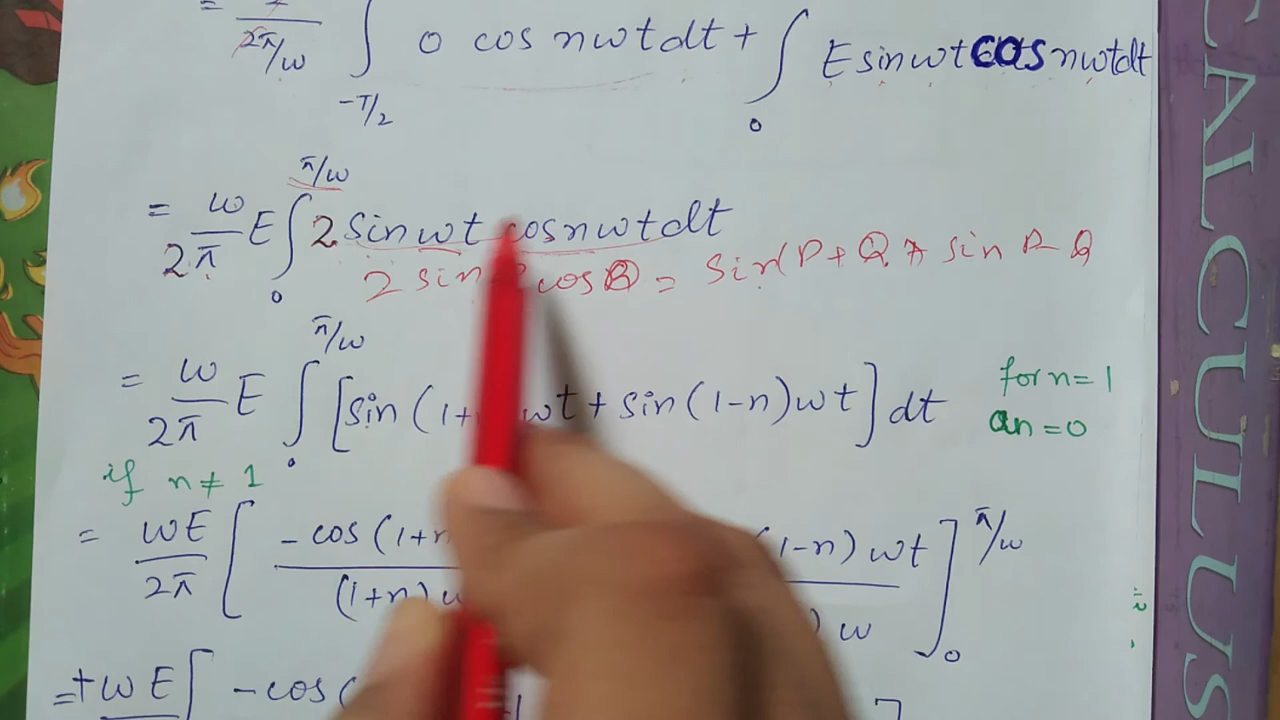 = 2π/ω ∫ 0 cos nωt dt + ∫ E sin ωt cos nωt dt
-T/2 0
= ω/2π E ∫ 0 π/ω 2 sin ωt cos nωt dt
2 sin cos Q = sin(P+Q + sin P-Q
= ω/2π E ∫ 0 π/ω [sin (1+ ωt + sin(1-n)ωt] dt
for n=1
an=0
if n≠1
= ωE/2π [ -cos(1+n (1+n)ω (1-n)ωt ) ω ] 0 π/ω
=+ωE [ -cos(
CALCULUS